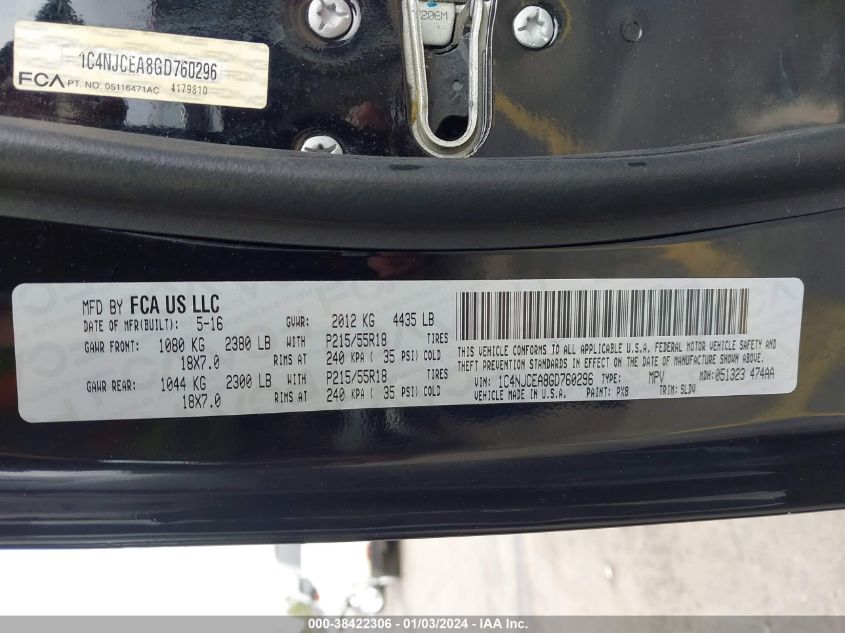 120EM
1C4NJCEA8GD760296
FCA PT. NO. 05116471AC 4179810
MFD BY FCA US LLC
DATE OF MFR(BUILT): 5-16 GVWR: 2012 KG 4435 LB
GAWR FRONT: 1080 KG 2380 LB WITH P215/55R18 TIRES
18X7.0 RIMS AT 240 KPA ( 35 PSI) COLD
GAWR REAR: 1044 KG 2300 LB WITH P215/55R18 TIRES
18X7.0 RIMS AT 240 KPA ( 35 PSI) COLD
THIS VEHICLE CONFORMS TO ALL APPLICABLE U.S.A. FEDERAL MOTOR VEHICLE SAFETY AND
THEFT PREVENTION STANDARDS IN EFFECT ON THE DATE OF MANUFACTURE SHOWN ABOVE.
VIN: 1C4NJCEA8GD760296 TYPE: MPV MDH: 051323 474AA
VEHICLE MADE IN U.S.A. PAINT: PX8 TRIM: SLDV
000-38422306 - 01/03/2024 - IAA Inc.